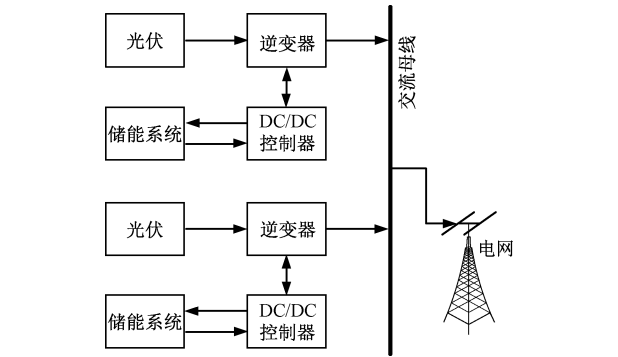 光伏
逆变器
交流母线
储能系统
DC/DC
控制器
光伏
逆变器
电网
储能系统
DC/DC
控制器